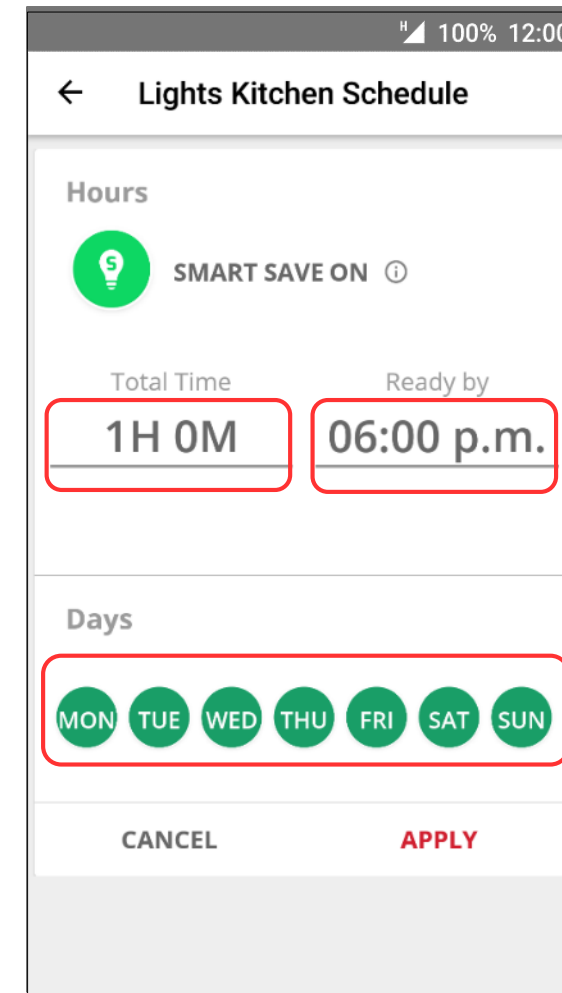 H 100% 12:00
Lights Kitchen Schedule
Hours
S SMART SAVE ON
Total Time Ready by
1H 0M 06:00 p.m.
Days
MON TUE WED THU FRI SAT SUN
CANCEL APPLY